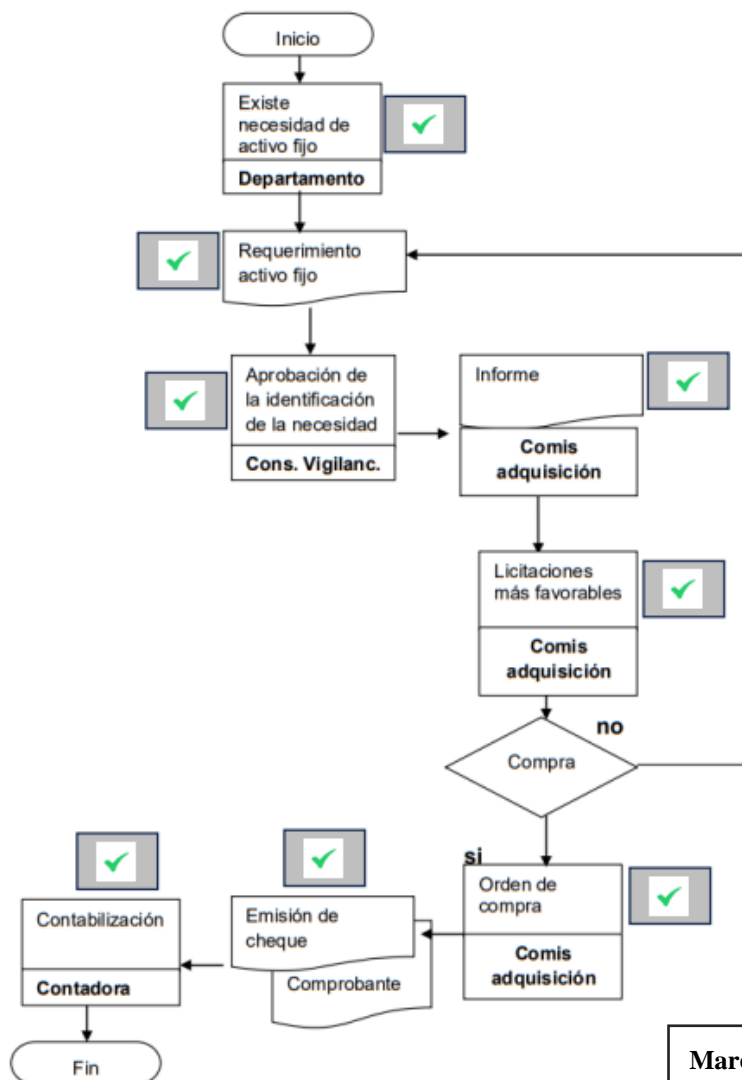 Inicio
Existe
necesidad de
activo fijo
Departamento
Requerimiento
activo fijo
Aprobación de
la identificación
de la necesidad
Cons. Vigilanc.
Informe
Comis
adquisición
Licitaciones
más favorables
Comis
adquisición
no
Compra
si
Orden de
compra
Comis
adquisición
Emisión de
cheque
Comprobante
Contabilización
Contadora
Fin